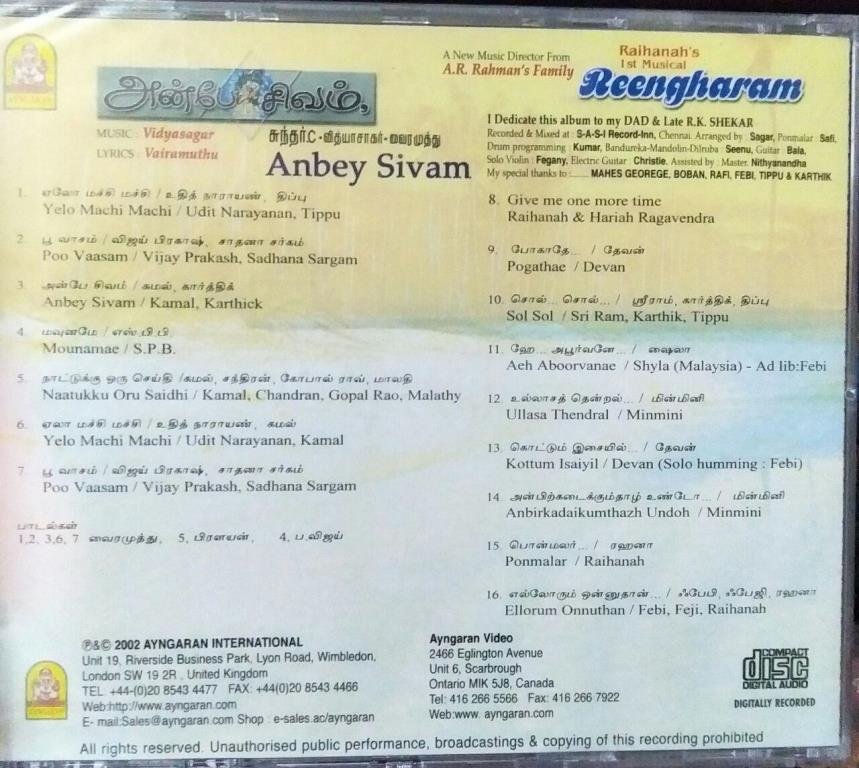 AYNGARAN
அன்பே சிவம்,
MUSIC : Vidyasagar
LYRICS : Vairamuthu
சுந்தர்.C - வித்யாசாகர் - வைரமுத்து
Anbey Sivam
1. ஏலோ மச்சி மச்சி / உதித் நாராயண், திப்பு
Yelo Machi Machi / Udit Narayanan, Tippu
2. பூ வாசம் / விஜய் பிரகாஷ், சாதனா சர்கம்
Poo Vaasam / Vijay Prakash, Sadhana Sargam
3. அன்பே சிவம் / கமல், கார்த்திக்
Anbey Sivam / Kamal, Karthick
4. மவுனமே / எஸ்.பி.பி.
Mounamae / S.P.B.
5. நாட்டுக்கு ஒரு செய்தி /கமல், சந்திரன், கோபால் ராவ், மாலதி
Naatukku Oru Saidhi / Kamal, Chandran, Gopal Rao, Malathy
6. ஏலா மச்சி மச்சி / உதித் நாராயண், கமல்
Yelo Machi Machi / Udit Narayanan, Kamal
7. பூ வாசம் / விஜய் பிரகாஷ், சாதனா சர்கம்
Poo Vaasam / Vijay Prakash, Sadhana Sargam
பாடல்கள்
1,2, 3,6, 7 வைரமுத்து, 5, பிரளயன், 4, ப.விஜய்
A New Music Director From
A.R. Rahman's Family
Raihanah's
1st Musical
Reengharam
I Dedicate this album to my DAD & Late R.K. SHEKAR
Recorded & Mixed at : S-A-S-I Record-Inn, Chennai. Arranged by : Sagar, Ponmalar : Safi,
Drum programming : Kumar, Bandureka-Mandolin-Dilruba : Seenu, Guitar : Bala,
Solo Violin : Fegany, Electric Guitar : Christie. Assisted by : Master. Nithyanandha
My special thanks to :...... MAHES GEOREGE, BOBAN, RAFI, FEBI, TIPPU & KARTHIK
8. Give me one more time
Raihanah & Hariah Ragavendra
9. போகாதே... / தேவன்
Pogathae / Devan
10. சொல்... சொல்... / ஸ்ரீராம், கார்த்திக், திப்பு
Sol Sol / Sri Ram, Karthik, Tippu
11. ஹே... அபூர்வனே... / ஷைலா
Aeh Aboorvanae / Shyla (Malaysia) - Ad lib:Febi
12. உல்லாசத் தென்றல்... / மின்மினி
Ullasa Thendral / Minmini
13. கொட்டும் இசையில்... / தேவன்
Kottum Isaiyil / Devan (Solo humming : Febi)
14. அன்பிற்கடைக்கும்தாழ் உண்டோ... / மின்மினி
Anbirkadaikumthazh Undoh / Minmini
15. பொன்மலர்... / ரஹனா
Ponmalar / Raihanah
16. எல்லோரும் ஒன்னுதான்... / ஃபேபி, ஃபேஜி, ரஹனா
Ellorum Onnuthan / Febi, Feji, Raihanah
AYNGARAN
℗&© 2002 AYNGARAN INTERNATIONAL
Unit 19, Riverside Business Park, Lyon Road, Wimbledon,
London SW 19 2R , United Kingdom
TEL +44-(0)20 8543 4477 FAX: +44(0)20 8543 4466
Web:http://www.ayngaran.com
E- mail:Sales@ayngaran.com Shop : e-sales.ac/ayngaran
Ayngaran Video
2466 Eglington Avenue
Unit 6, Scarbrough
Ontario MIK 5J8, Canada
Tel: 416 266 5566 Fax: 416 266 7922
Web:www. ayngaran.com
COMPACT
disc
DIGITAL AUDIO
DIGITALLY RECORDED
All rights reserved. Unauthorised public performance, broadcastings & copying of this recording prohibited